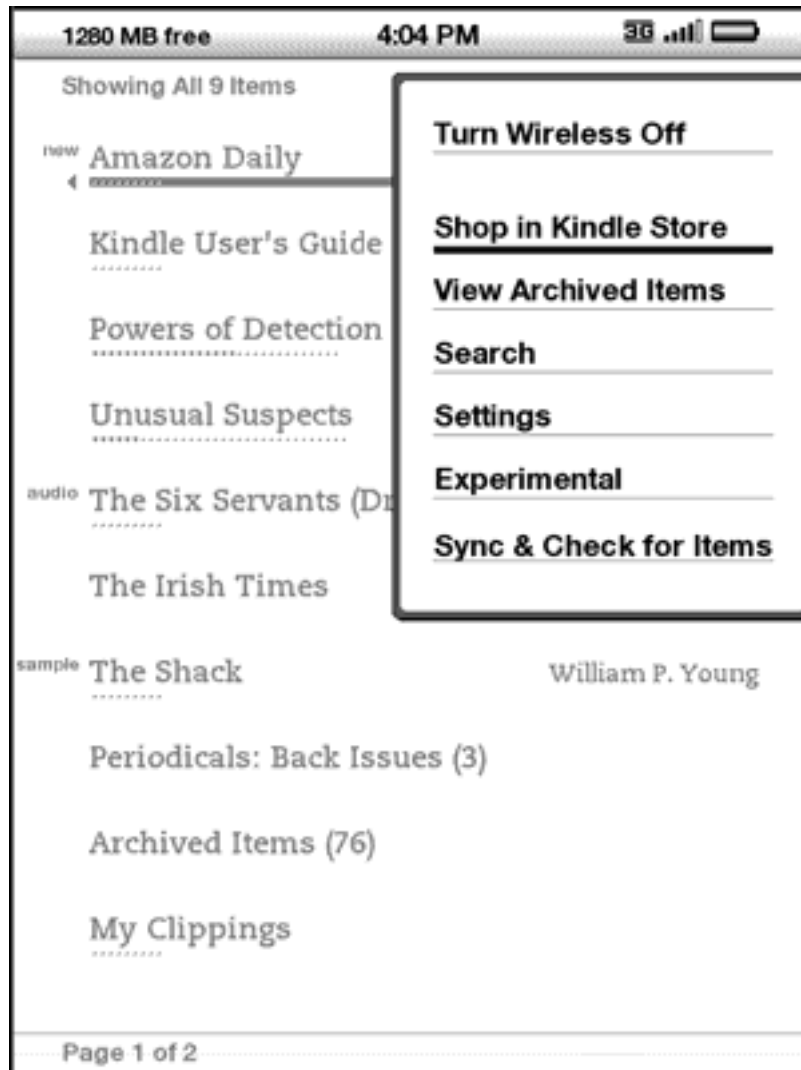 1280 MB free 4:04 PM 3G
Showing All 9 Items
new Amazon Daily
Kindle User's Guide
Powers of Detection
Unusual Suspects
audio The Six Servants (Dr
The Irish Times
sample The Shack William P. Young
Periodicals: Back Issues (3)
Archived Items (76)
My Clippings
Page 1 of 2
Turn Wireless Off
Shop in Kindle Store
View Archived Items
Search
Settings
Experimental
Sync & Check for Items